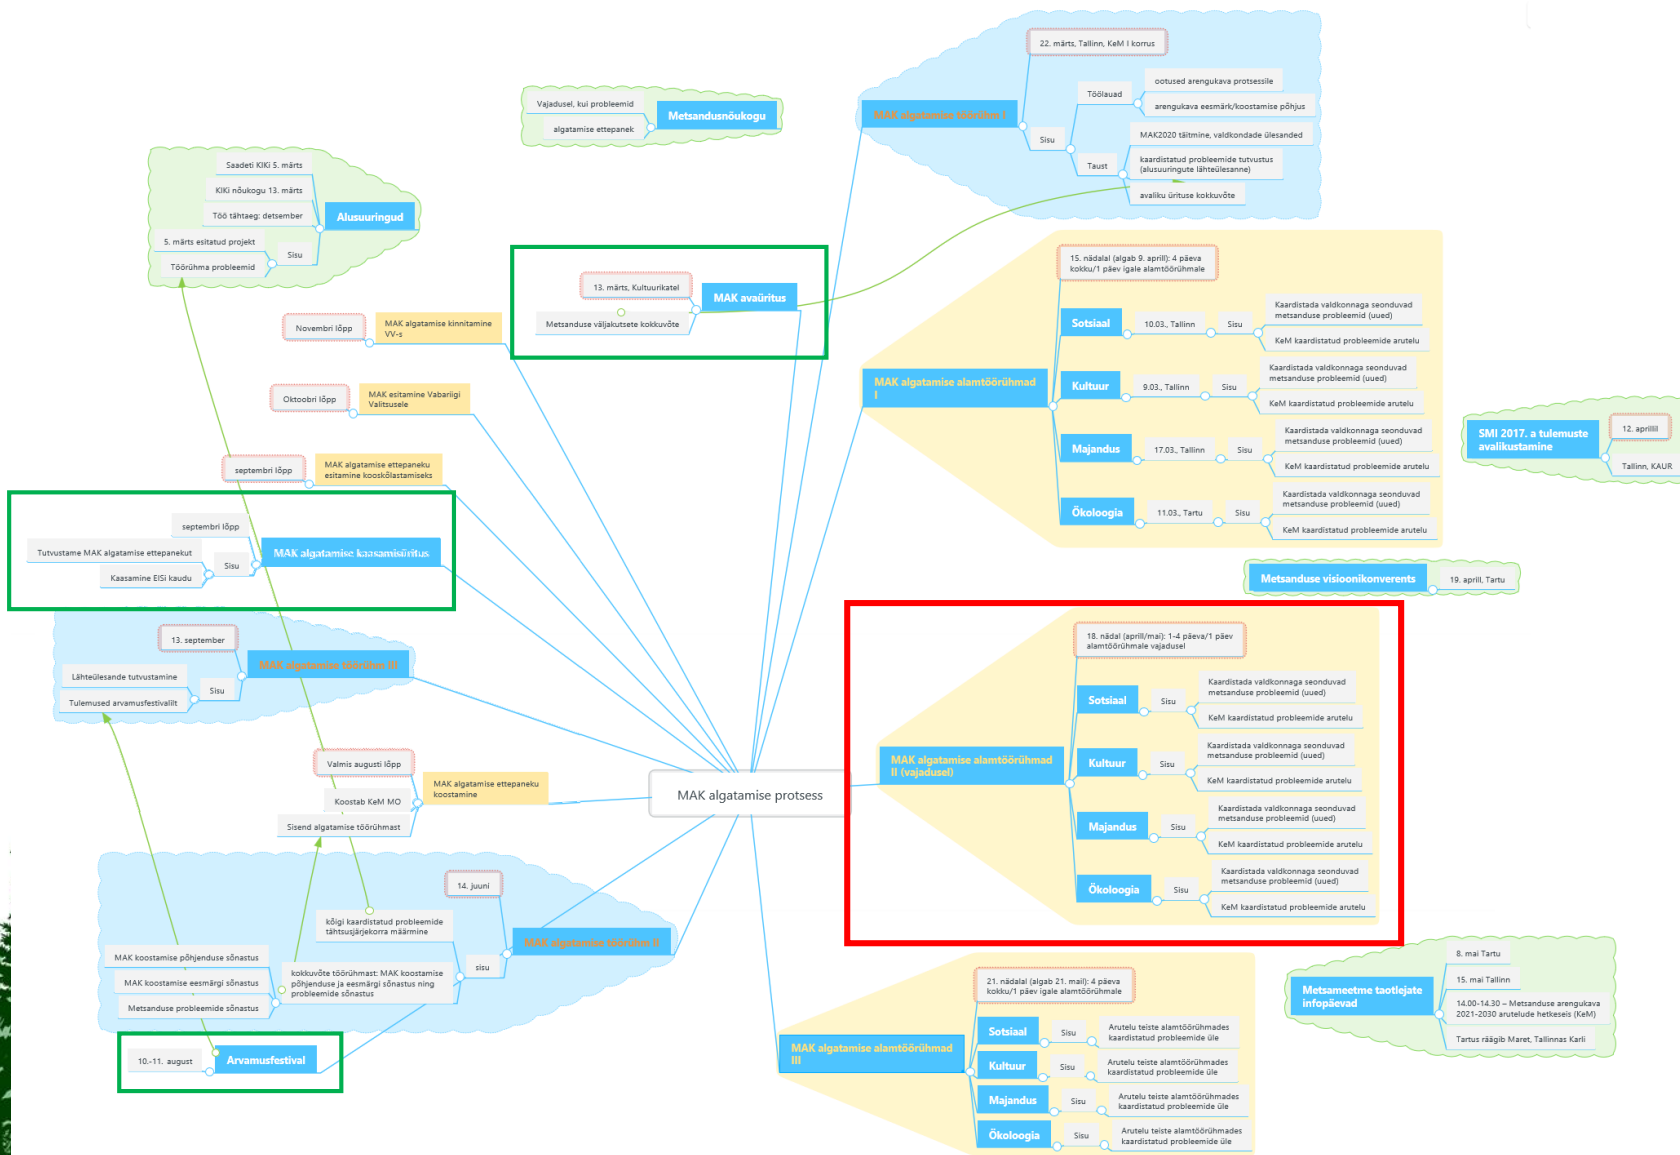 22. märts, Tallinn, KeM I korrus
MAK algatamise töörühm I
Sisu
Töölauad
ootused arengukava protsessile
arengukava eesmärk/koostamise põhjus
Taust
MAK2020 täitmine, valdkondade ülesanded
kaardistatud probleemide tutvustus
(alusuuringute lähteülesanne)
avaliku ürituse kokkuvõte
Vajadusel, kui probleemid
algatamise ettepanek
Metsandusnõukogu
Saadeti KIKi 5. märts
KIKi nõukogu 13. märts
Töö tähtaeg: detsember
Alusuuringud
5. märts esitatud projekt
Töörühma probleemid
Sisu
13. märts, Kultuurikatel
Metsanduse väljakutsete kokkuvõte
MAK avaüritus
Novembri lõpp
MAK algatamise kinnitamine
VV-s
Oktoobri lõpp
MAK esitamine Vabariigi
Valitsusele
septembri lõpp
MAK algatamise ettepaneku
esitamine kooskõlastamiseks
septembri lõpp
Tutvustame MAK algatamise ettepanekut
Kaasamine EISi kaudu
Sisu
MAK algatamise kaasamisüritus
13. september
MAK algatamise töörühm III
Lähteülesande tutvustamine
Sisu
Tulemused arvamusfestivalilt
Valmis augusti lõpp
Koostab KeM MO
Sisend algatamise töörühmast
MAK algatamise ettepaneku
koostamine
MAK algatamise protsess
14. juuni
kõigi kaardistatud probleemide
tähtsusjärjekorra määrmine
MAK algatamise töörühm II
sisu
MAK koostamise põhjenduse sõnastus
MAK koostamise eesmärgi sõnastus
Metsanduse probleemide sõnastus
kokkuvõte töörühmast: MAK koostamise
põhjenduse ja eesmärgi sõnastus ning
probleemide sõnastus
10.-11. august
Arvamusfestival
15. nädalal (algab 9. aprill): 4 päeva
kokku/1 päev igale alamtöörühmale
MAK algatamise alamtöörühmad
I
Sotsiaal
10.03., Tallinn
Sisu
Kaardistada valdkonnaga seonduvad
metsanduse probleemid (uued)
KeM kaardistatud probleemide arutelu
Kultuur
9.03., Tallinn
Sisu
Kaardistada valdkonnaga seonduvad
metsanduse probleemid (uued)
KeM kaardistatud probleemide arutelu
Majandus
17.03., Tallinn
Sisu
Kaardistada valdkonnaga seonduvad
metsanduse probleemid (uued)
KeM kaardistatud probleemide arutelu
Ökoloogia
11.03., Tartu
Sisu
Kaardistada valdkonnaga seonduvad
metsanduse probleemid (uued)
KeM kaardistatud probleemide arutelu
SMI 2017. a tulemuste
avalikustamine
12. aprillil
Tallinn, KAUR
Metsanduse visioonikonverents
19. aprill, Tartu
18. nädal (aprill/mai): 1-4 päeva/1 päev
alamtöörühmale vajadusel
MAK algatamise alamtöörühmad
II (vajadusel)
Sotsiaal
Sisu
Kaardistada valdkonnaga seonduvad
metsanduse probleemid (uued)
KeM kaardistatud probleemide arutelu
Kultuur
Sisu
Kaardistada valdkonnaga seonduvad
metsanduse probleemid (uued)
KeM kaardistatud probleemide arutelu
Majandus
Sisu
Kaardistada valdkonnaga seonduvad
metsanduse probleemid (uued)
KeM kaardistatud probleemide arutelu
Ökoloogia
Sisu
Kaardistada valdkonnaga seonduvad
metsanduse probleemid (uued)
KeM kaardistatud probleemide arutelu
21. nädalal (algab 21. mail): 4 päeva
kokku/1 päev igale alamtöörühmale
MAK algatamise alamtöörühmad
III
Sotsiaal
Sisu
Arutelu teiste alamtöörühmades
kaardistatud probleemide üle
Kultuur
Sisu
Arutelu teiste alamtöörühmades
kaardistatud probleemide üle
Majandus
Sisu
Arutelu teiste alamtöörühmades
kaardistatud probleemide üle
Ökoloogia
Sisu
Arutelu teiste alamtöörühmades
kaardistatud probleemide üle
Metsameetme taotlejate
infopäevad
8. mai Tartu
15. mai Tallinn
14.00-14.30 – Metsanduse arengukava
2021-2030 arutelude hetkeseis (KeM)
Tartus räägib Maret, Tallinnas Karli